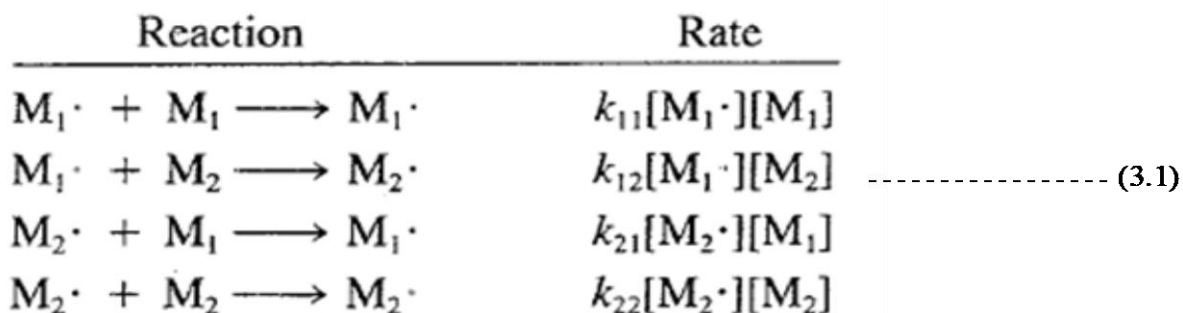 Reaction Rate
M₁· + M₁ ⟶ M₁· k₁₁[M₁·][M₁]
M₁· + M₂ ⟶ M₂· k₁₂[M₁·][M₂] ---------------- (3.1)
M₂· + M₁ ⟶ M₁· k₂₁[M₂·][M₁]
M₂· + M₂ ⟶ M₂· k₂₂[M₂·][M₂]